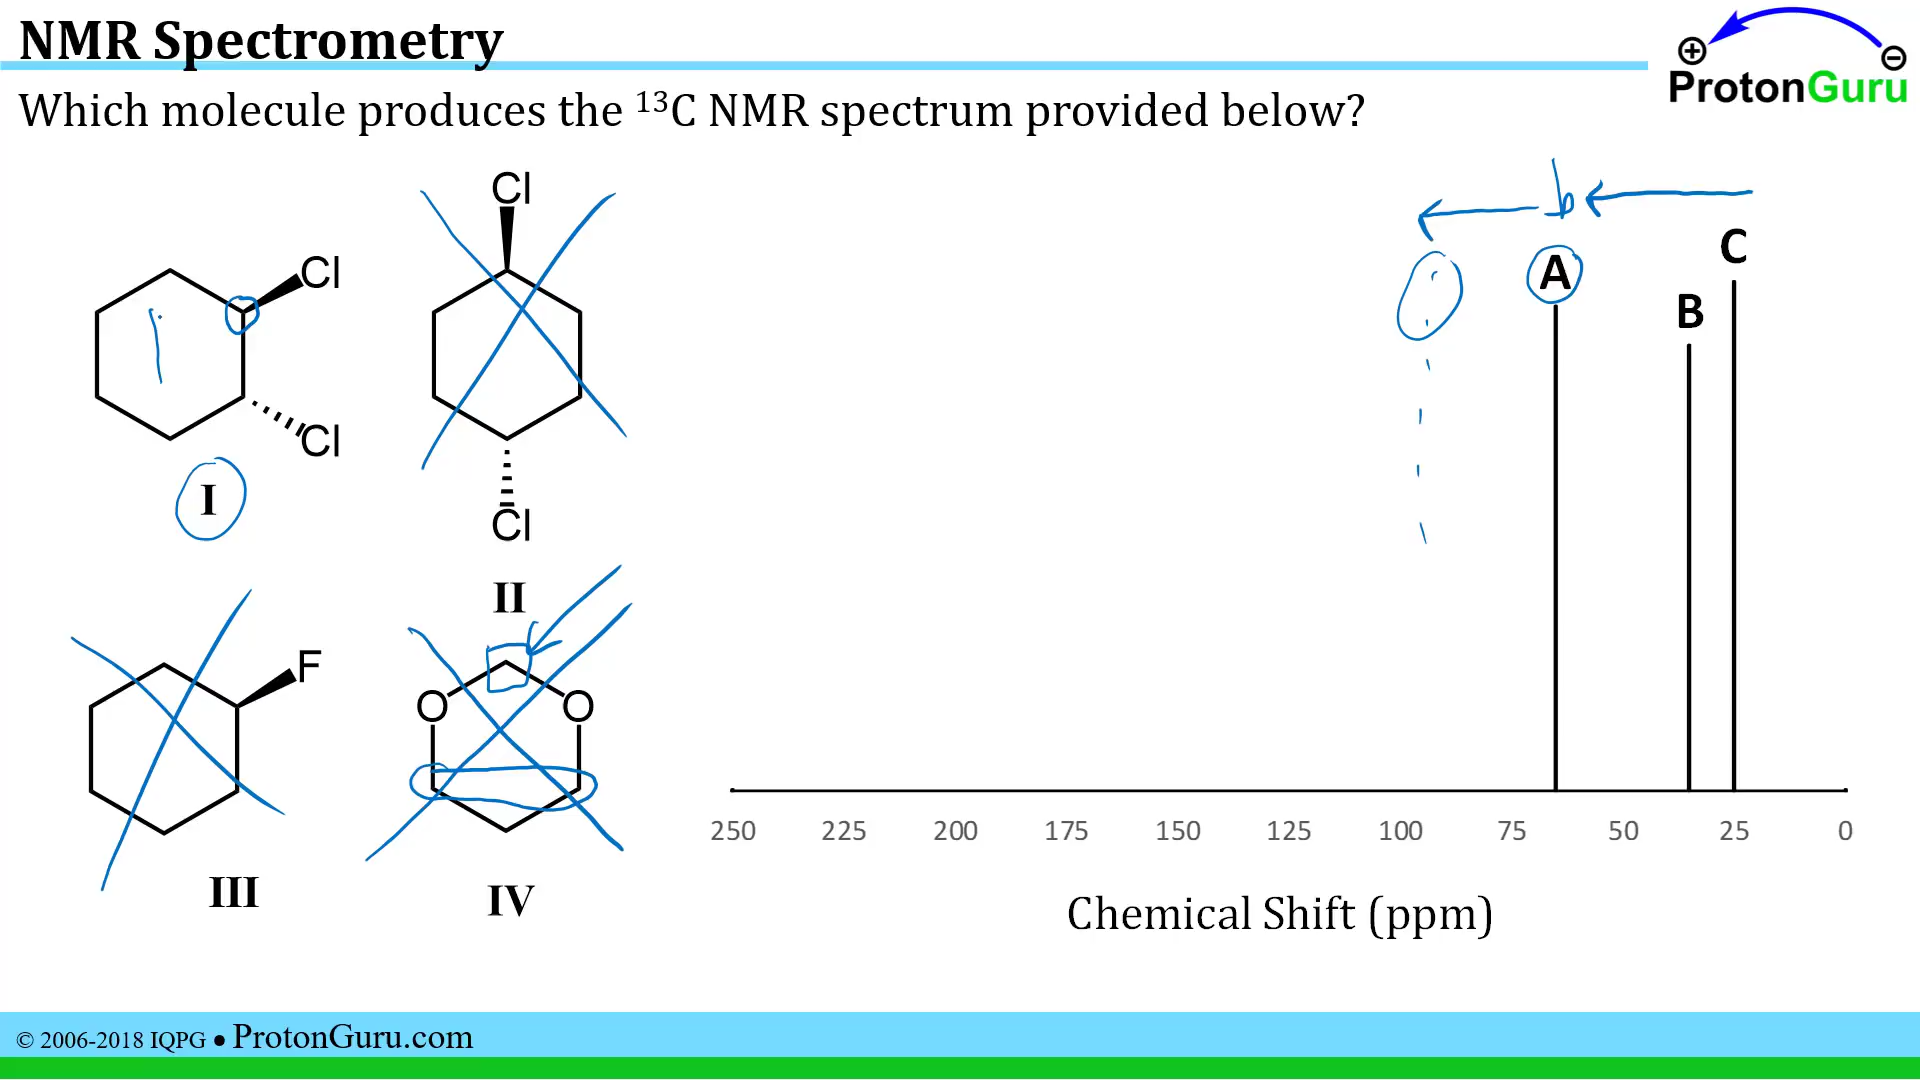 NMR Spectrometry
⊕ ⊖
ProtonGuru
Which molecule produces the ¹³C NMR spectrum provided below?
Cl
Cl
Cl
I
Cl
Cl
II
F
III
O O
IV
b
A
B
C
250 225 200 175 150 125 100 75 50 25 0
Chemical Shift (ppm)
© 2006-2018 IQPG ● ProtonGuru.com